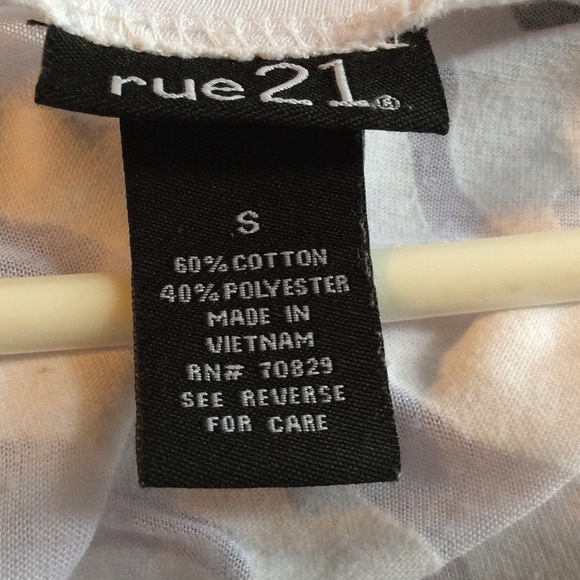 rue21®
S
60% COTTON
40% POLYESTER
MADE IN
VIETNAM
RN# 70829
SEE REVERSE
FOR CARE